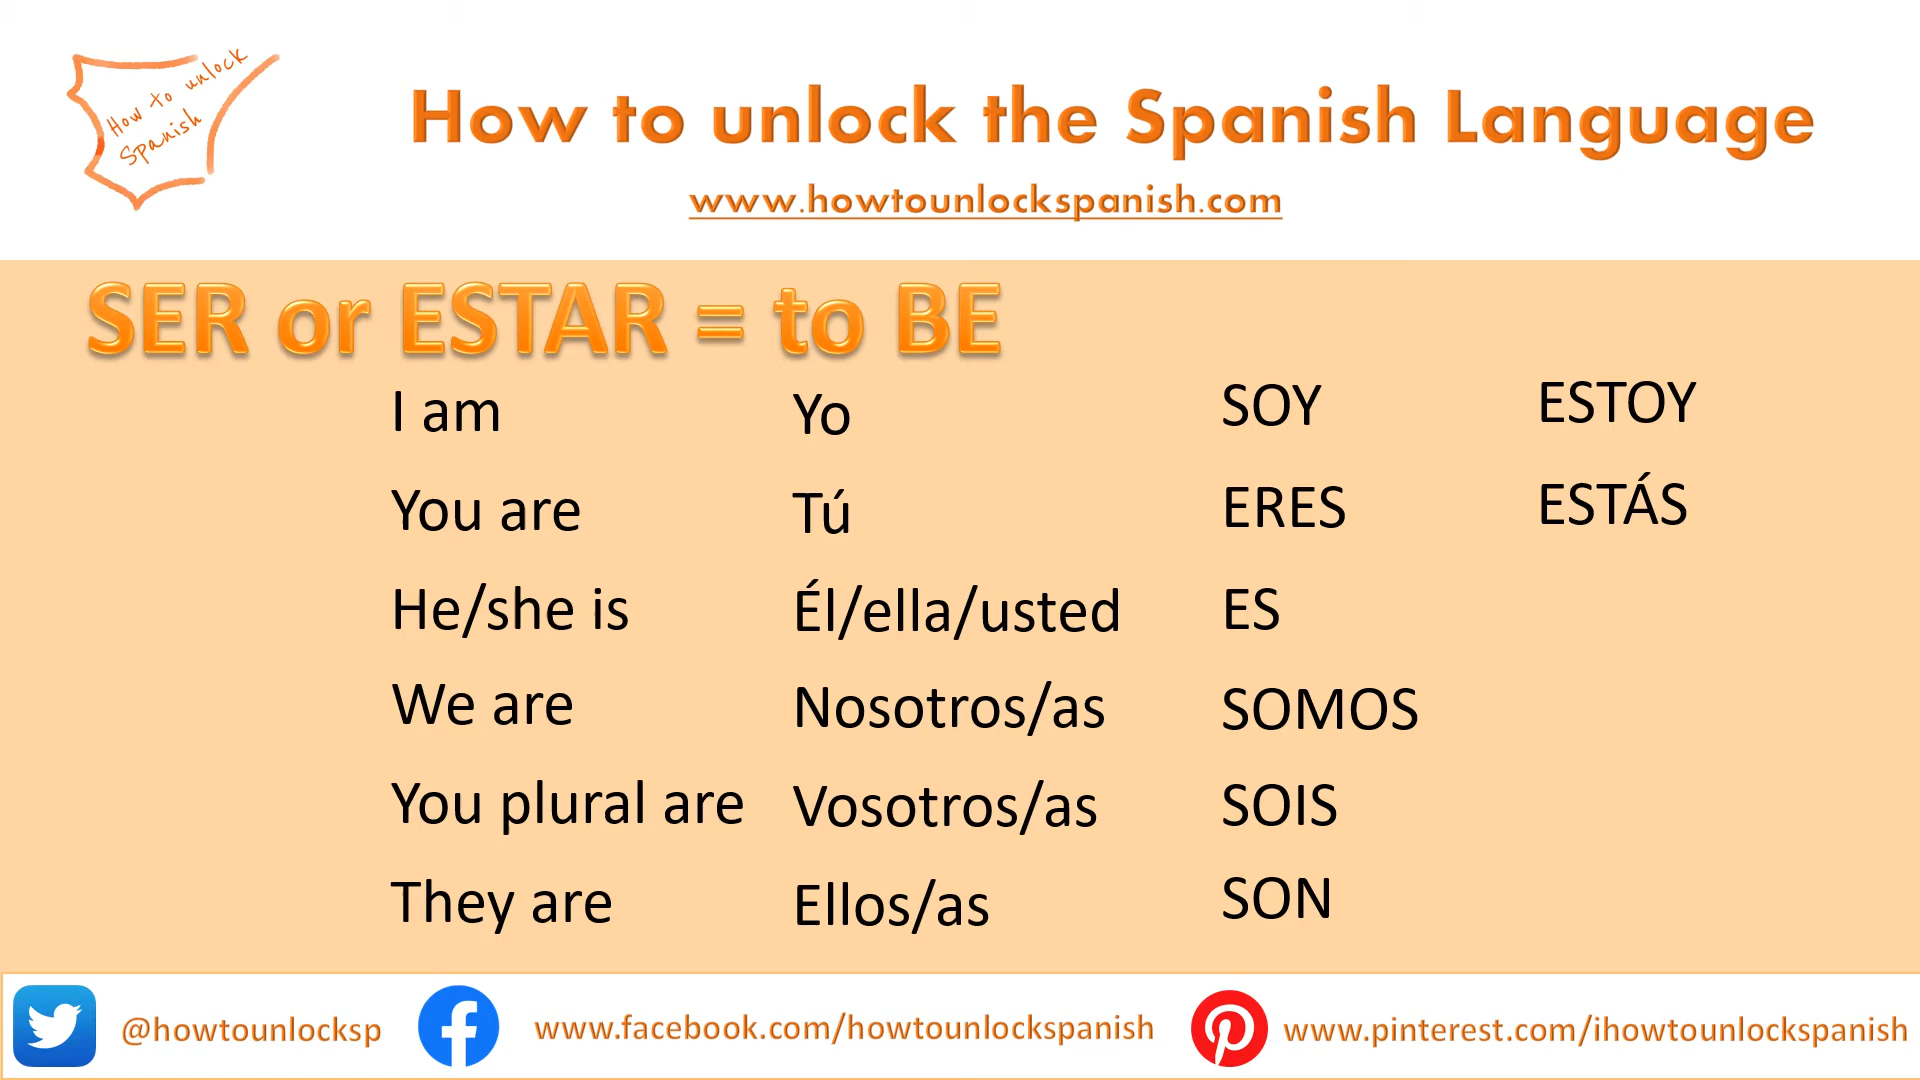 How to unlock
Spanish
How to unlock the Spanish Language
www.howtounlockspanish.com
SER or ESTAR = to BE
I am Yo SOY ESTOY
You are Tú ERES ESTÁS
He/she is Él/ella/usted ES
We are Nosotros/as SOMOS
You plural are Vosotros/as SOIS
They are Ellos/as SON
@howtounlocksp www.facebook.com/howtounlockspanish www.pinterest.com/ihowtounlockspanish